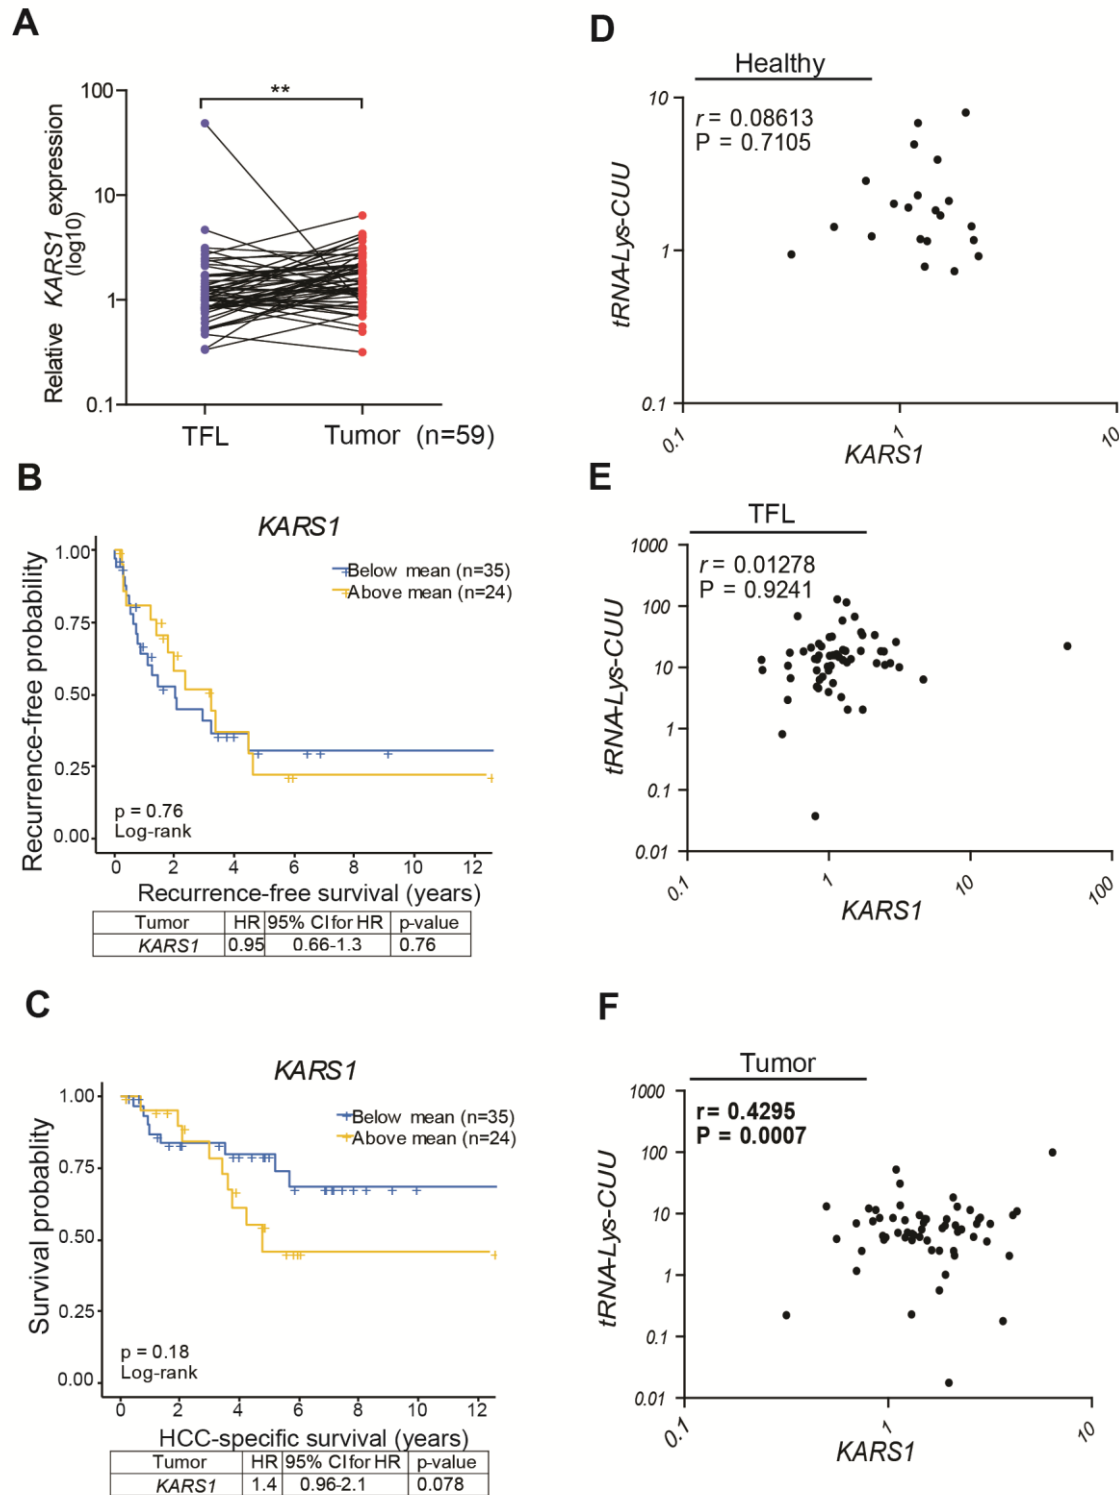 A
**
100
10
1
0.1
Relative KARS1 expression
(log10)
TFL
Tumor (n=59)
B
KARS1
Below mean (n=35)
Above mean (n=24)
1.00
0.75
0.50
0.25
0.00
Recurrence-free probability
p = 0.76
Log-rank
0 2 4 6 8 10 12
Recurrence-free survival (years)
Tumor HR 95% CI for HR p-value
KARS1 0.95 0.66-1.3 0.76
C
KARS1
Below mean (n=35)
Above mean (n=24)
1.00
0.75
0.50
0.25
0.00
Survival probablity
p = 0.18
Log-rank
0 2 4 6 8 10 12
HCC-specific survival (years)
Tumor HR 95% CI for HR p-value
KARS1 1.4 0.96-2.1 0.078
D
Healthy
r = 0.08613
P = 0.7105
10
1
0.1
tRNA-Lys-CUU
0.1 1 10
KARS1
E
TFL
r = 0.01278
P = 0.9241
1000
100
10
1
0.1
0.01
tRNA-Lys-CUU
0.1 1 10 100
KARS1
F
Tumor
r= 0.4295
P = 0.0007
1000
100
10
1
0.1
0.01
tRNA-Lys-CUU
0.1 1 10
KARS1